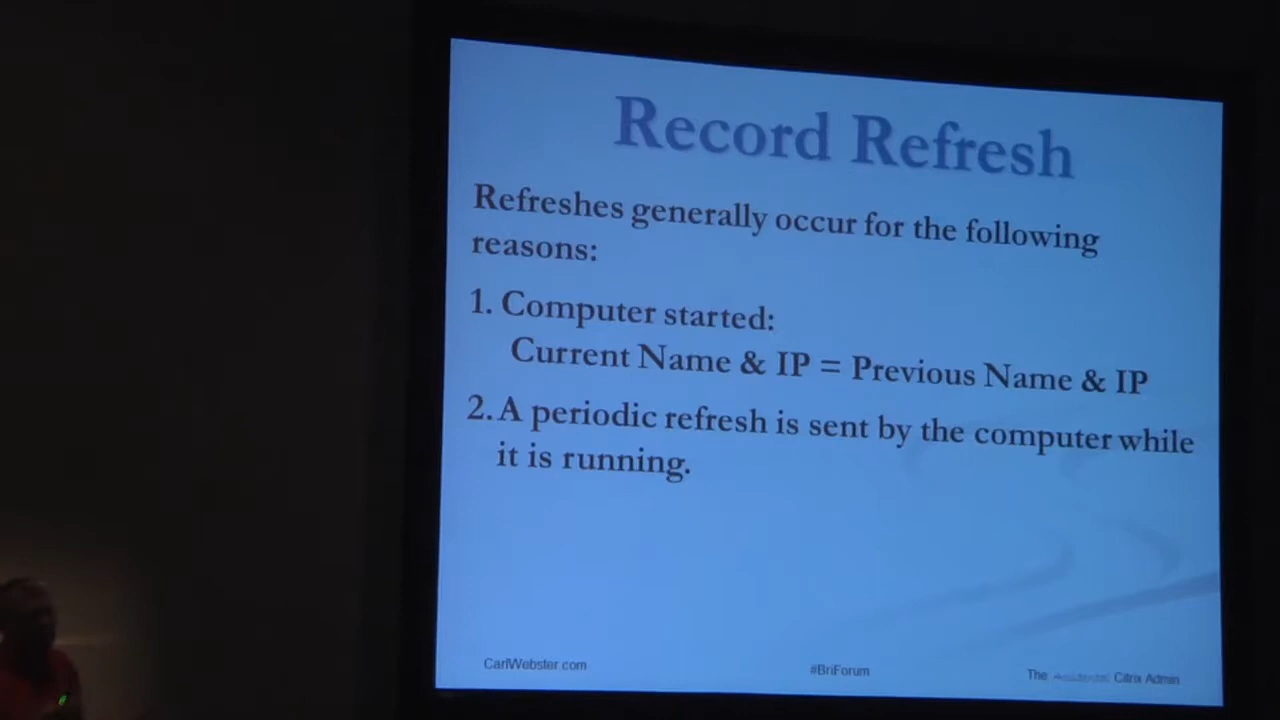 Record Refresh
Refreshes generally occur for the following
reasons:
1. Computer started:
Current Name & IP = Previous Name & IP
2. A periodic refresh is sent by the computer while
it is running.
CarlWebster.com
#BriForum
The Citrix Admin